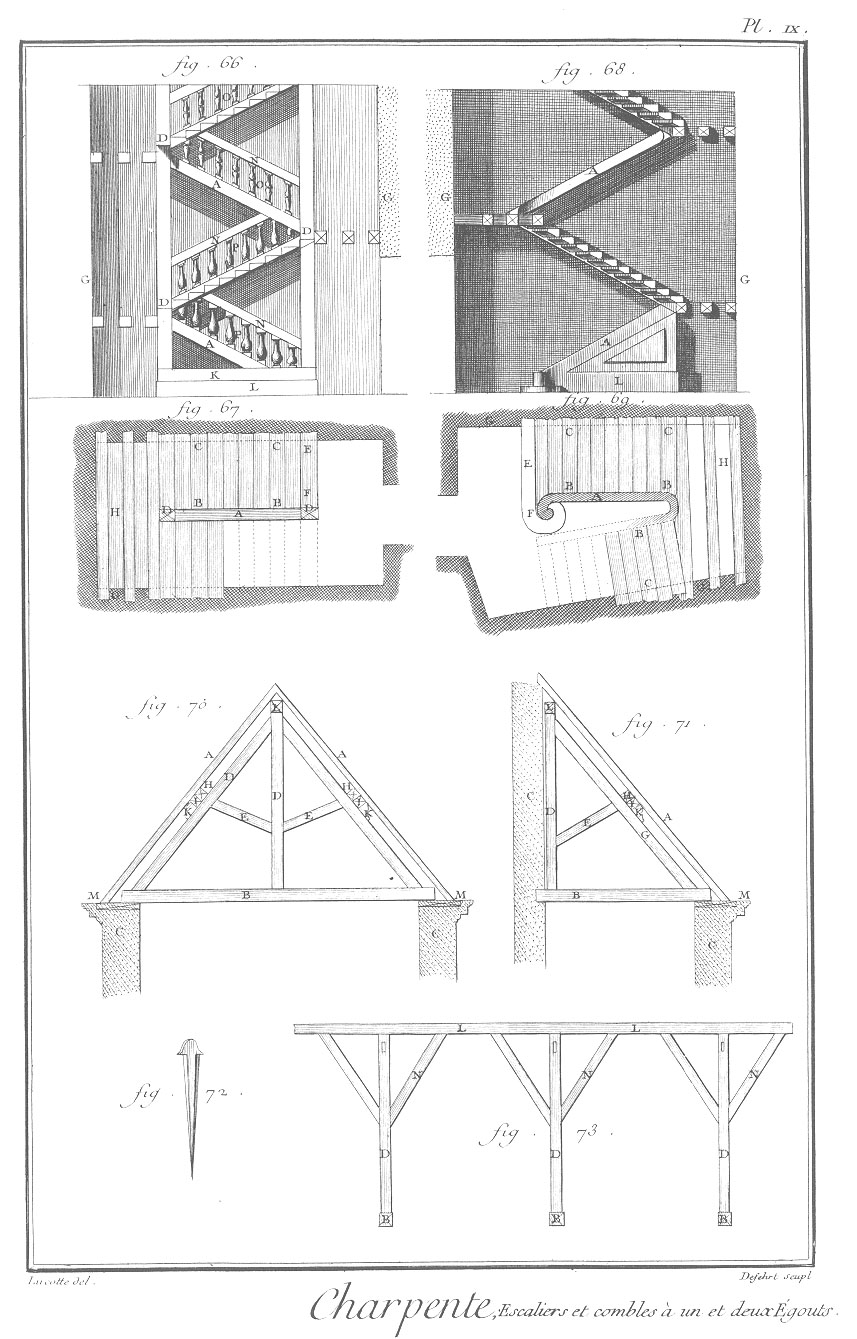 Pl. IX.
fig. 66.
fig. 68.
O
D
N
A
O
G
D
N
P
G
D
N
P
A
K
L
A
G
G
A
L
fig. 67.
fig. 69.
C C E
F
D B B D
A
H
C
C C
E H
B B
A
F
B
C
fig. 70
fig. 71.
K
A A
H D H
K D K
E E
M B M
C C
K
C
H
A
D K
E
G
B
M
C
fig. 72.
L L
N N
fig. 73.
D D D
B B B
Lucotte del.
Defehrt sculp
Charpente, Escaliers et combles à un et deux Égouts.